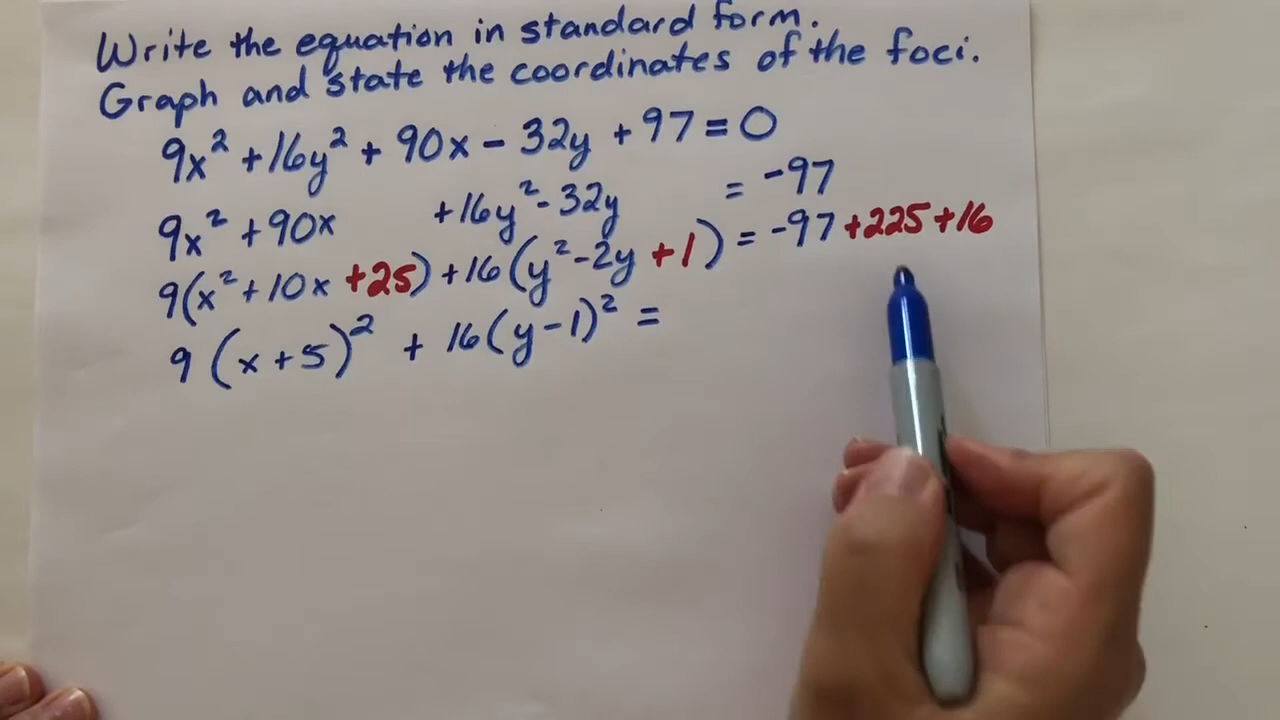 Write the equation in standard form.
Graph and state the coordinates of the foci.
9x² + 16y² + 90x - 32y + 97 = 0
9x² + 90x + 16y² - 32y = -97
9(x² + 10x + 25) + 16(y² - 2y + 1) = -97 + 225 + 16
9(x + 5)² + 16(y - 1)² =